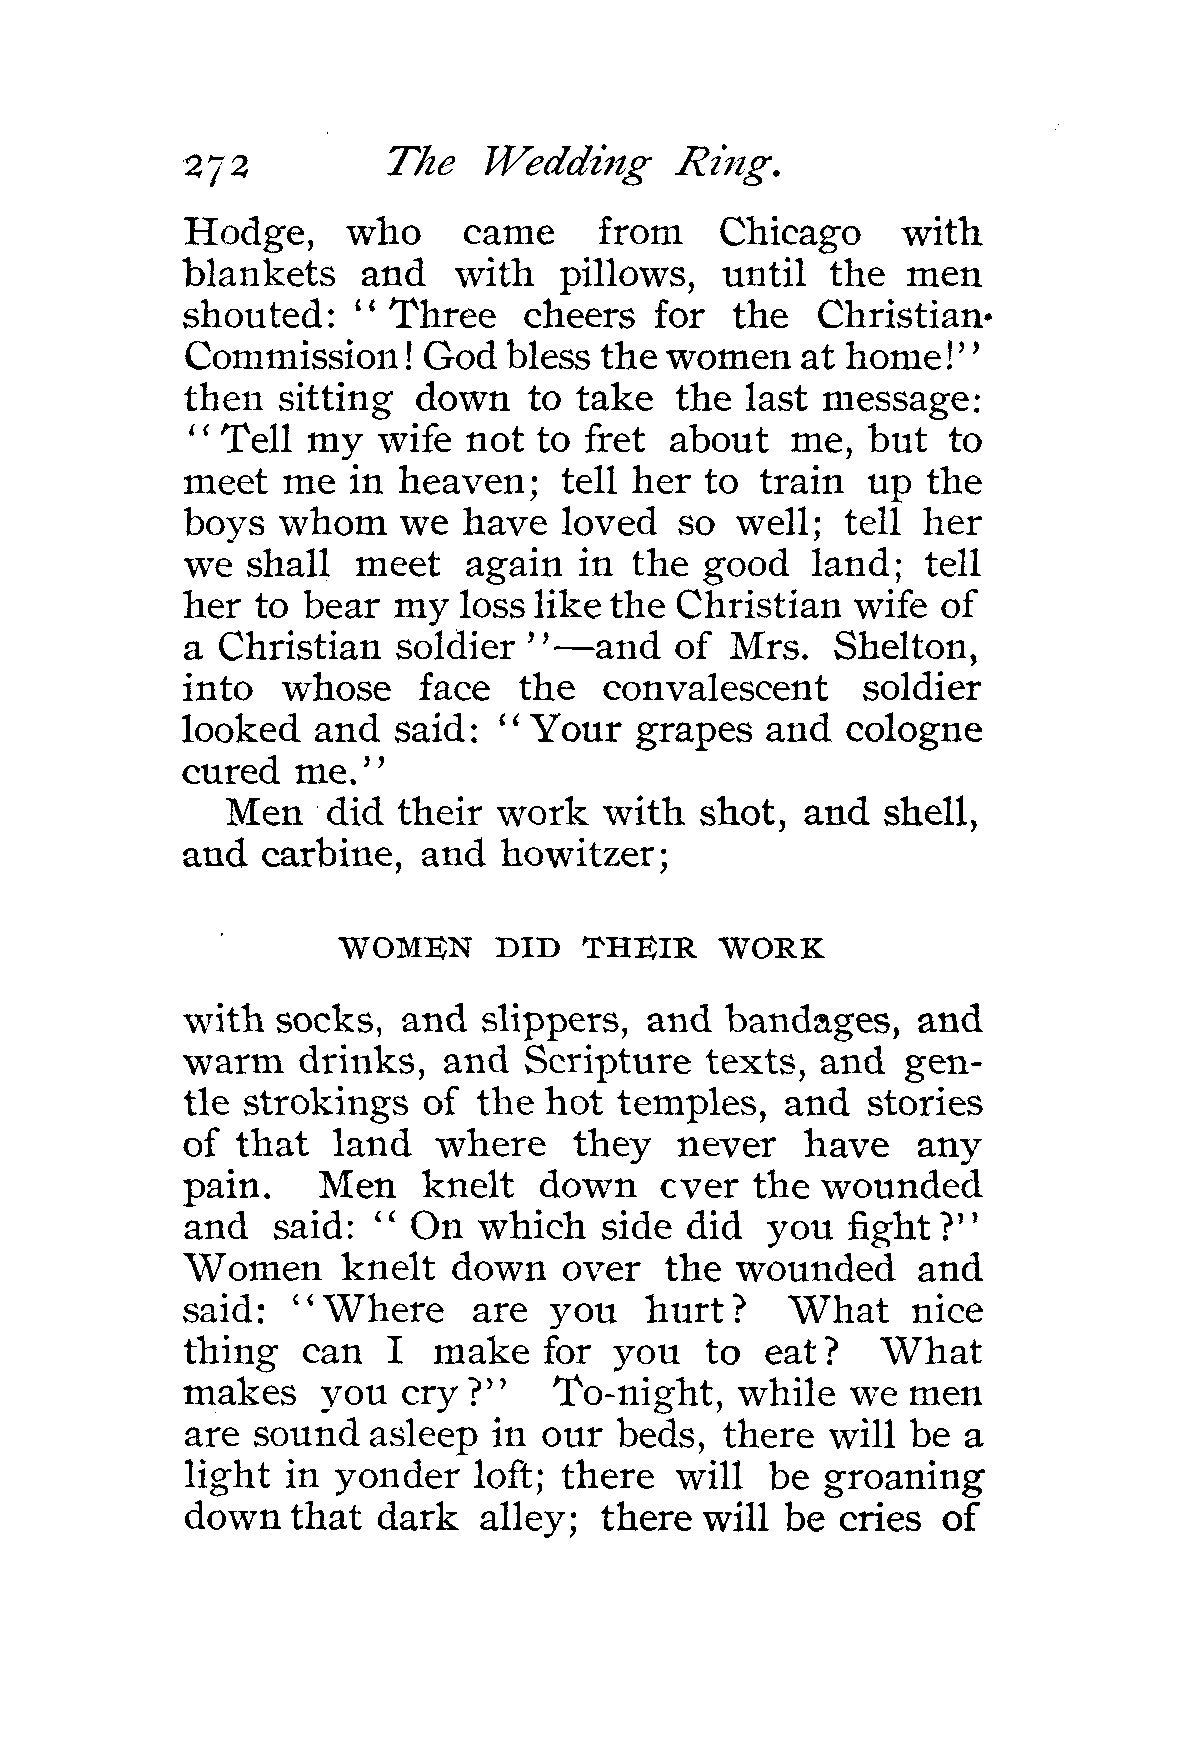 272 The Wedding Ring.
Hodge, who came from Chicago with
blankets and with pillows, until the men
shouted: "Three cheers for the Christian
Commission! God bless the women at home!"
then sitting down to take the last message:
"Tell my wife not to fret about me, but to
meet me in heaven; tell her to train up the
boys whom we have loved so well; tell her
we shall meet again in the good land; tell
her to bear my loss like the Christian wife of
a Christian soldier"—and of Mrs. Shelton,
into whose face the convalescent soldier
looked and said: "Your grapes and cologne
cured me."
Men did their work with shot, and shell,
and carbine, and howitzer;
WOMEN DID THEIR WORK
with socks, and slippers, and bandages, and
warm drinks, and Scripture texts, and gen-
tle strokings of the hot temples, and stories
of that land where they never have any
pain. Men knelt down over the wounded
and said: "On which side did you fight?"
Women knelt down over the wounded and
said: "Where are you hurt? What nice
thing can I make for you to eat? What
makes you cry?" To-night, while we men
are sound asleep in our beds, there will be a
light in yonder loft; there will be groaning
down that dark alley; there will be cries of